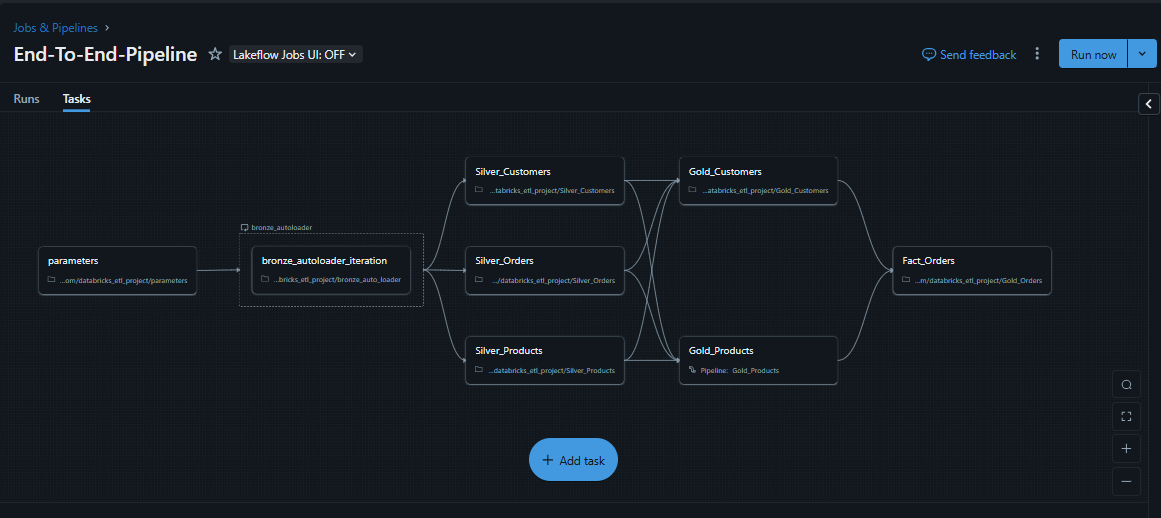 Jobs & Pipelines
End-To-End-Pipeline
Lakeflow Jobs UI: OFF
Send feedback
Run now
Runs
Tasks
parameters
...om/databricks_etl_project/parameters
bronze_autoloader
bronze_autoloader_iteration
...bricks_etl_project/bronze_auto_loader
Silver_Customers
...tabricks_etl_project/Silver_Customers
Silver_Orders
.../databricks_etl_project/Silver_Orders
Silver_Products
...databricks_etl_project/Silver_Products
Gold_Customers
...atabricks_etl_project/Gold_Customers
Gold_Products
Pipeline: Gold_Products
Fact_Orders
...m/databricks_etl_project/Gold_Orders
+ Add task